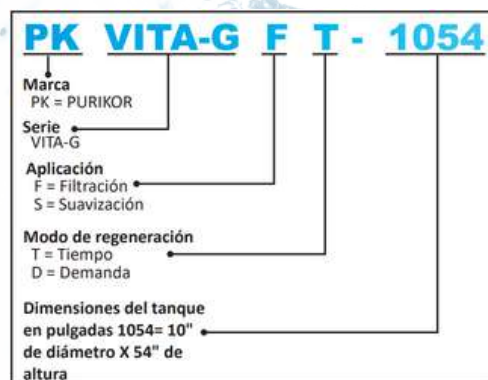 PK VITA-G F T - 1054
Marca
PK = PURIKOR
Serie
VITA-G
Aplicación
F = Filtración
S = Suavización
Modo de regeneración
T = Tiempo
D = Demanda
Dimensiones del tanque
en pulgadas 1054= 10"
de diámetro X 54" de
altura